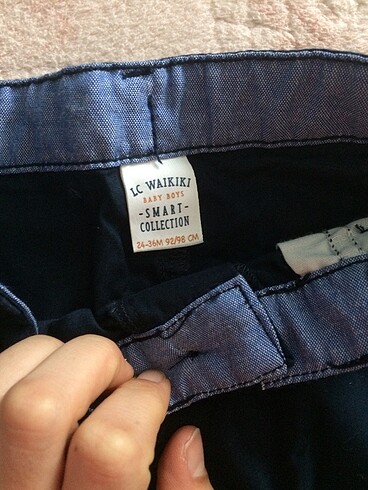 LC WAIKIKI
BABY BOYS
-SMART-
COLLECTION
24-36M 92/98 CM